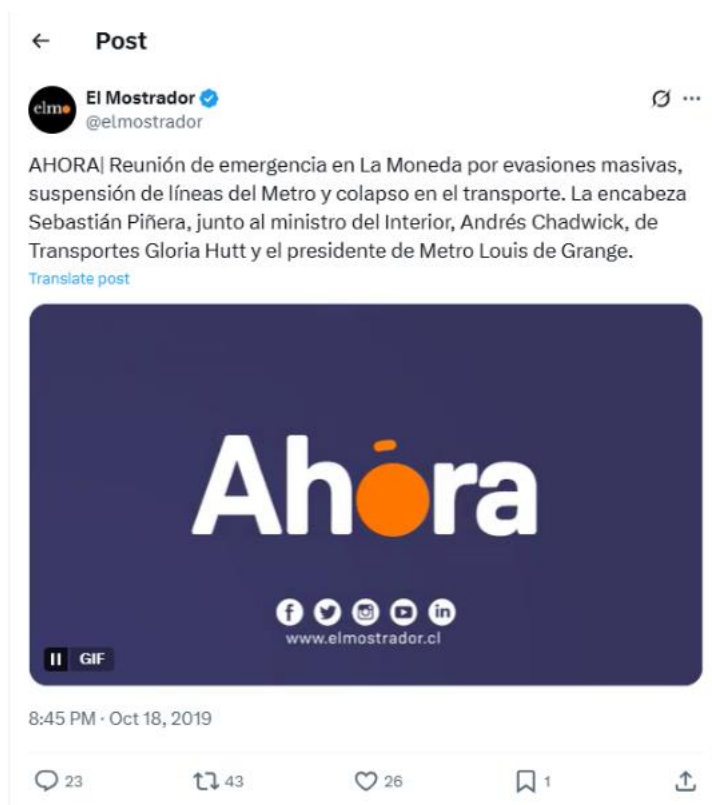 Post
elmo
El Mostrador
@elmostrador
AHORA| Reunión de emergencia en La Moneda por evasiones masivas,
suspensión de líneas del Metro y colapso en el transporte. La encabeza
Sebastián Piñera, junto al ministro del Interior, Andrés Chadwick, de
Transportes Gloria Hutt y el presidente de Metro Louis de Grange.
Translate post
Ahóra
www.elmostrador.cl
GIF
8:45 PM · Oct 18, 2019
23 43 26 1